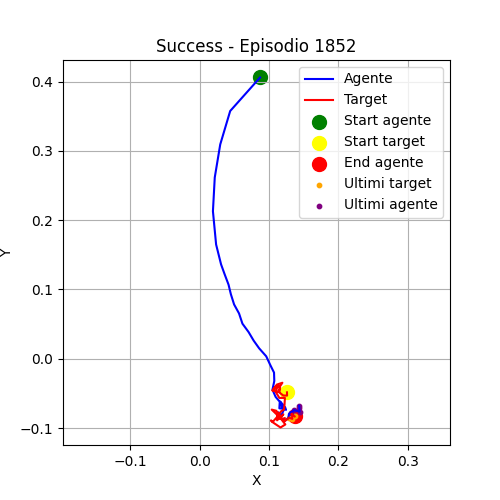 Success - Episodio 1852
Agente
Target
Start agente
Start target
End agente
Ultimi target
Ultimi agente
0.4
0.3
0.2
0.1
0.0
−0.1
Y
−0.1
0.0
0.1
0.2
0.3
X